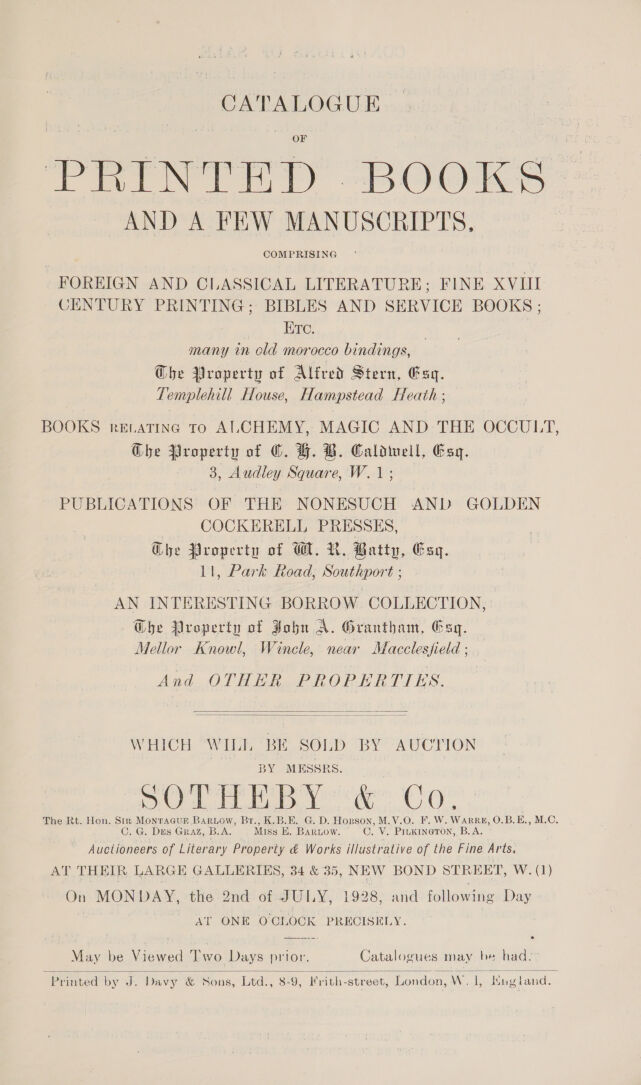 CATALOGUE
OF
PRINTED BOOKS
AND A FEW MANUSCRIPTS,
COMPRISING
FOREIGN AND CLASSICAL LITERATURE; FINE XVIII
CENTURY PRINTING; BIBLES AND SERVICE BOOKS;
ETC.
many in old morocco bindings,
The Property of Alfred Stern, Esq.
Templehill House, Hampstead Heath;
BOOKS RELATING TO ALCHEMY, MAGIC AND THE OCCULT,
The Property of C. H. B. Caldwell, Esq.
3, Audley Square, W. 1;
PUBLICATIONS OF THE NONESUCH AND GOLDEN
COCKERELL PRESSES,
The Property of W. R. Batty, Esq.
11, Park Road, Southport;
AN INTERESTING BORROW COLLECTION,
The Property of John A. Grantham, Esq.
Mellor Knowl, Wincle, near Macclesfield;
And OTHER PROPERTIES.
WHICH WILL BE SOLD BY AUCTION
BY MESSRS.
SOTHEBY & Co.
The Rt. Hon. SIR MONTAGUE BARLOW, BT., K.B.E. G. D. HOBSON, M.V.O. F. W. WARRE, O.B.E., M.C.
C. G. DES GRAZ, B.A. MISS E. BARLOW. C. V. PILKINGTON, B.A.
Auctioneers of Literary Property & Works illustrative of the Fine Arts,
AT THEIR LARGE GALLERIES, 34 & 35, NEW BOND STREET, W. (1)
On MONDAY, the 2nd of JULY, 1928, and following Day
AT ONE O'CLOCK PRECISELY.
May be Viewed Two Days prior. Catalogues may be had.
Printed by J. Davy & Sons, Ltd., 8-9, Frith-street, London, W. 1, England.